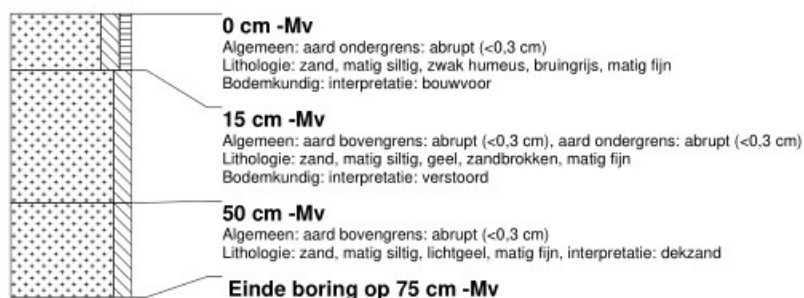 0 cm -Mv
Algemeen: aard ondergrens: abrupt (<0,3 cm)
Lithologie: zand, matig siltig, zwak humeus, bruingrijs, matig fijn
Bodemkundig: interpretatie: bouwvoor
15 cm -Mv
Algemeen: aard bovengrens: abrupt (<0,3 cm), aard ondergrens: abrupt (<0,3 cm)
Lithologie: zand, matig siltig, geel, zandbrokken, matig fijn
Bodemkundig: interpretatie: verstoord
50 cm -Mv
Algemeen: aard bovengrens: abrupt (<0,3 cm)
Lithologie: zand, matig siltig, lichtgeel, matig fijn, interpretatie: dekzand
Einde boring op 75 cm -Mv